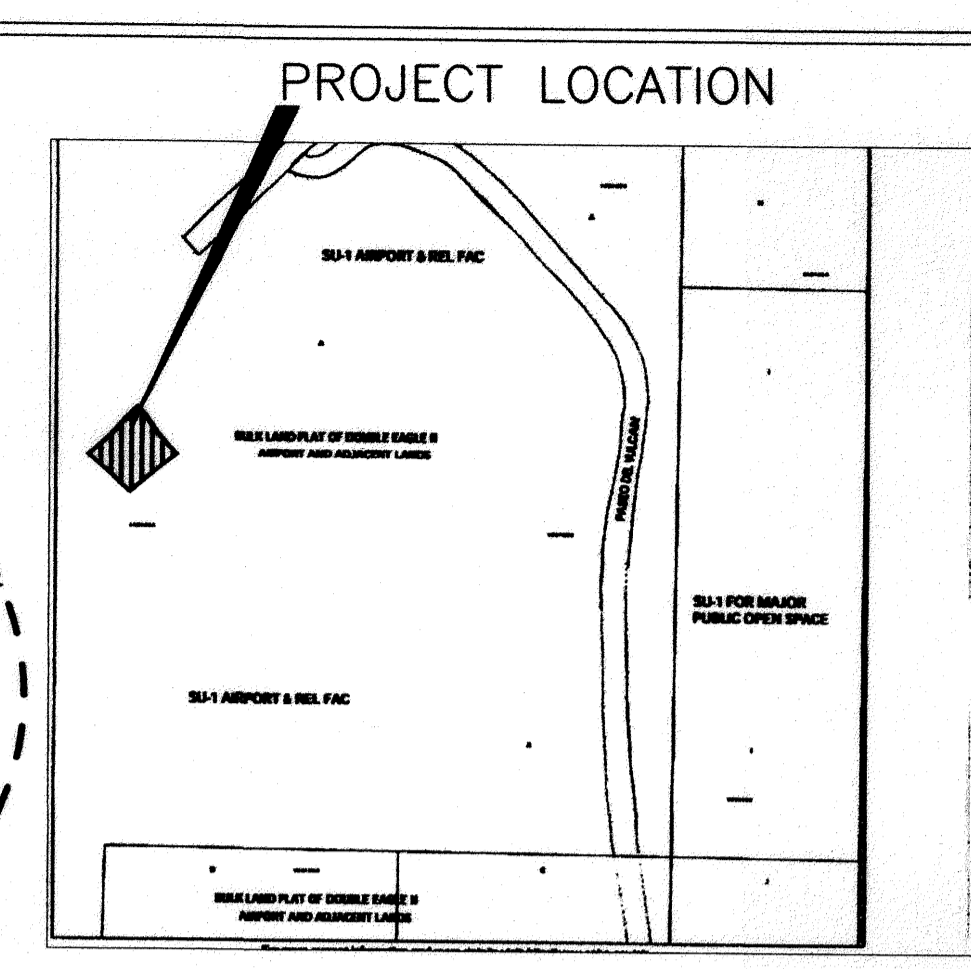 PROJECT LOCATION
SU-1 AIRPORT & REL FAC
BULK LAND PLAT OF DOUBLE EAGLE II
AIRPORT AND ADJACENT LANDS
PASEO DEL VULCAN
SU-1 FOR MAJOR
PUBLIC OPEN SPACE
SU-1 AIRPORT & REL FAC
BULK LAND PLAT OF DOUBLE EAGLE II
AIRPORT AND ADJACENT LANDS